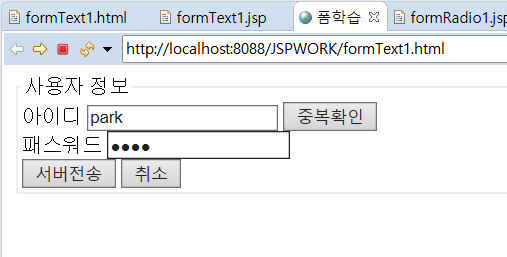 formText1.html formText1.jsp 폼학습 formRadio1.jsp
http://localhost:8088/JSPWORK/formText1.html
사용자 정보
아이디 park 중복확인
패스워드 ●●●●
서버전송 취소